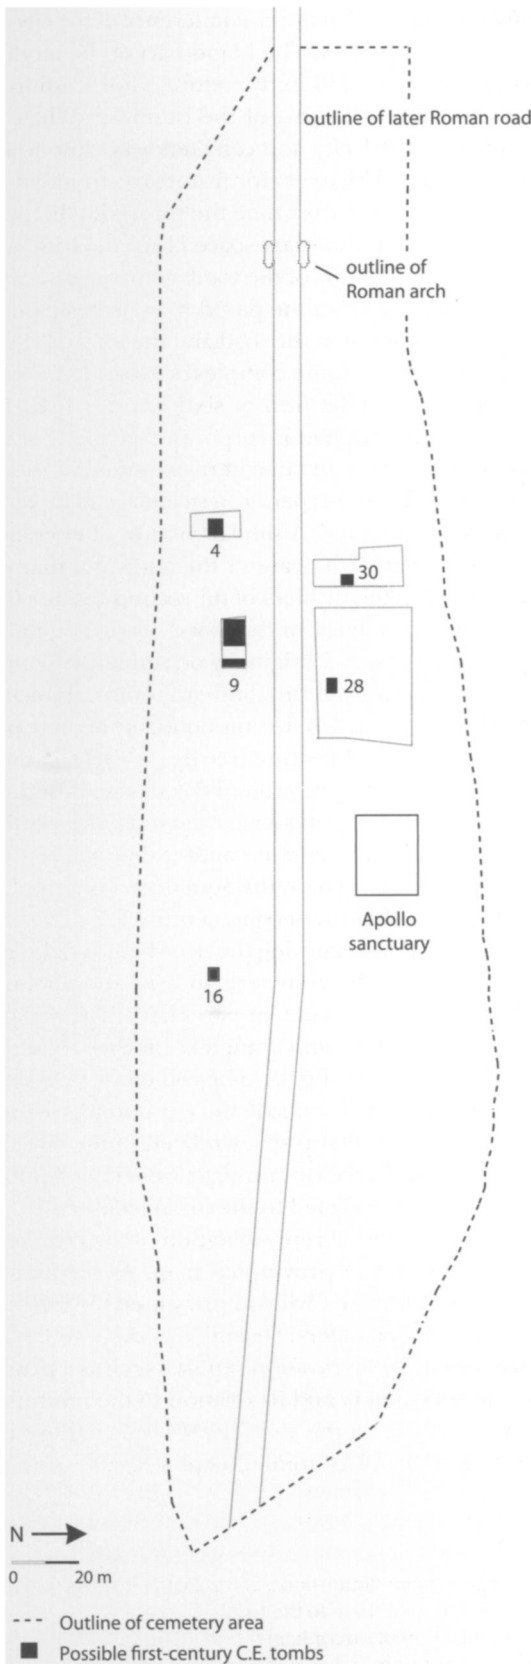 outline of later Roman road
outline of
Roman arch
4
30
9
28
Apollo
sanctuary
16
N
0 20 m
Outline of cemetery area
Possible first-century C.E. tombs